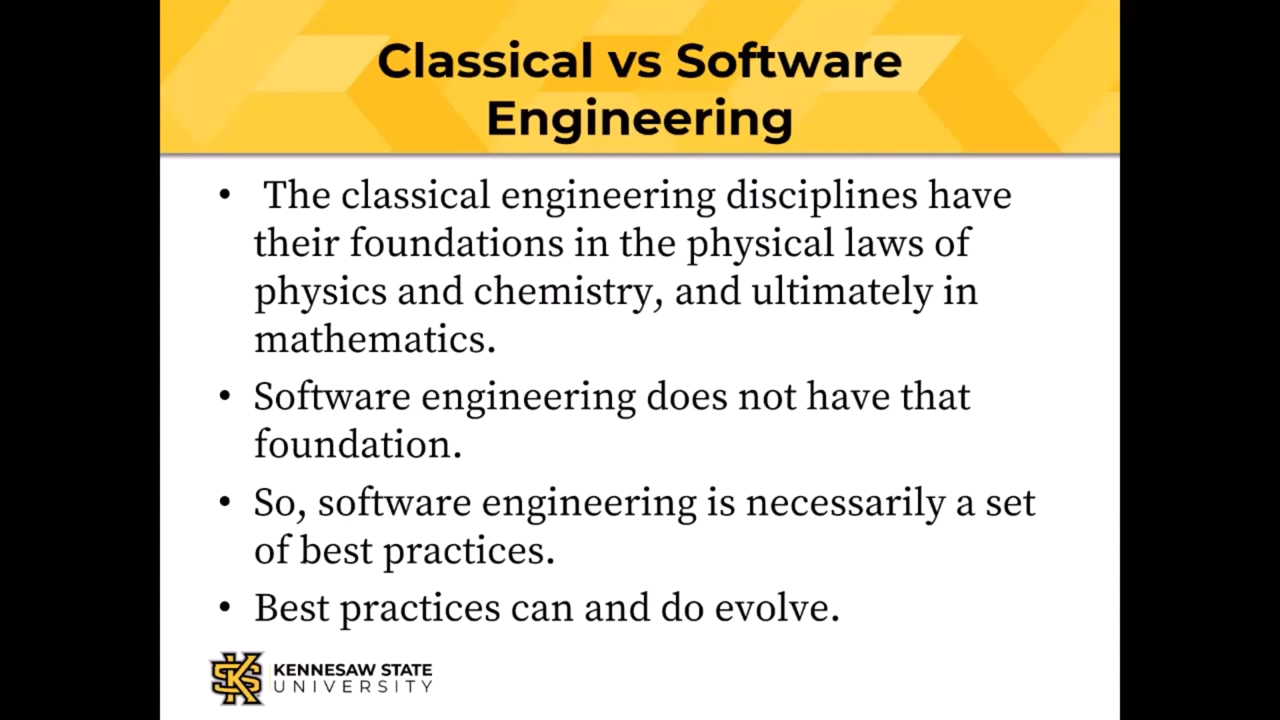 Classical vs Software
Engineering
• The classical engineering disciplines have
their foundations in the physical laws of
physics and chemistry, and ultimately in
mathematics.
• Software engineering does not have that
foundation.
• So, software engineering is necessarily a set
of best practices.
• Best practices can and do evolve.
KENNESAW STATE
UNIVERSITY